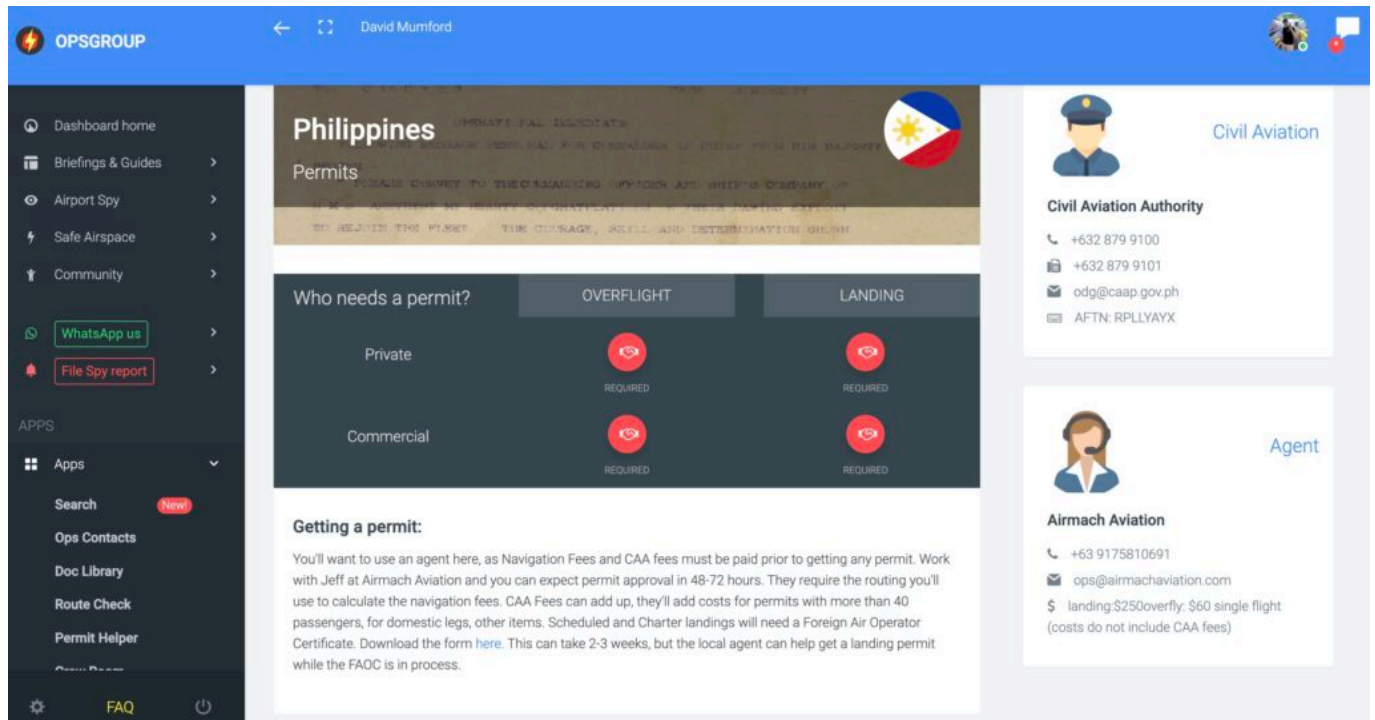 OPSGROUP
David Mumford
Dashboard home
Briefings & Guides
Airport Spy
Safe Airspace
Community
WhatsApp us
File Spy report
APPS
Apps
Search New!
Ops Contacts
Doc Library
Route Check
Permit Helper
FAQ
Philippines
Permits
Who needs a permit? OVERFLIGHT LANDING
Private
REQUIRED REQUIRED
Commercial
REQUIRED REQUIRED
Getting a permit:
You'll want to use an agent here, as Navigation Fees and CAA fees must be paid prior to getting any permit. Work
with Jeff at Airmach Aviation and you can expect permit approval in 48-72 hours. They require the routing you'll
use to calculate the navigation fees. CAA Fees can add up, they'll add costs for permits with more than 40
passengers, for domestic legs, other items. Scheduled and Charter landings will need a Foreign Air Operator
Certificate. Download the form here. This can take 2-3 weeks, but the local agent can help get a landing permit
while the FAOC is in process.
Civil Aviation
Civil Aviation Authority
+632 879 9100
+632 879 9101
odg@caap.gov.ph
AFTN: RPLLYAYX
Agent
Airmach Aviation
+63 9175810691
ops@airmachaviation.com
$ landing:$250overfly: $60 single flight
(costs do not include CAA fees)